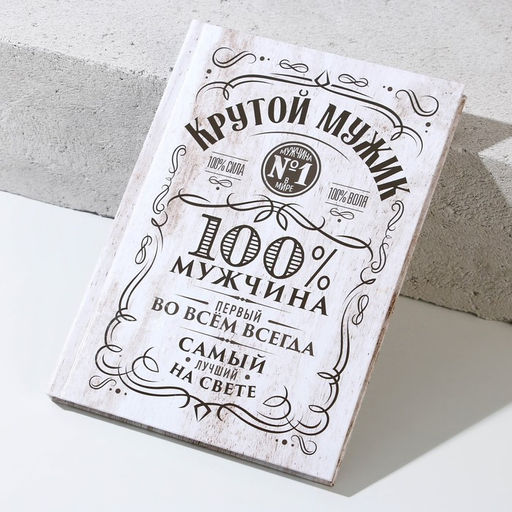 КРУТОЙ МУЖИК
МУЖЧИНА
№1
В МИРЕ
100% СИЛА
100% ВОЛЯ
100%
МУЖЧИНА
ПЕРВЫЙ
ВО ВСЁМ ВСЕГДА
САМЫЙ
ЛУЧШИЙ
НА СВЕТЕ